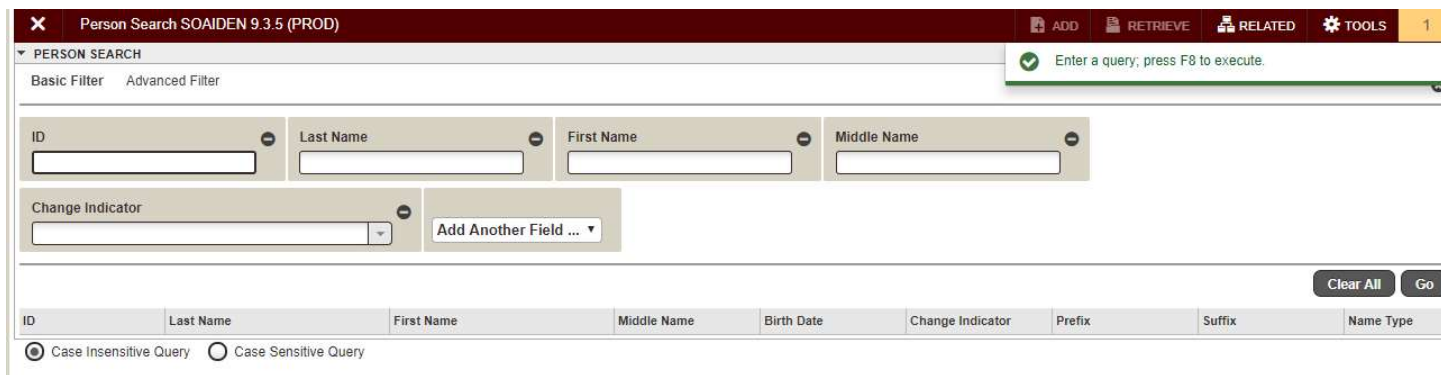 Person Search SOAIDEN 9.3.5 (PROD) ADD RETRIEVE RELATED TOOLS 1
PERSON SEARCH
Enter a query; press F8 to execute.
Basic Filter Advanced Filter
ID Last Name First Name Middle Name
Change Indicator
Add Another Field ...
Clear All Go
ID Last Name First Name Middle Name Birth Date Change Indicator Prefix Suffix Name Type
Case Insensitive Query Case Sensitive Query